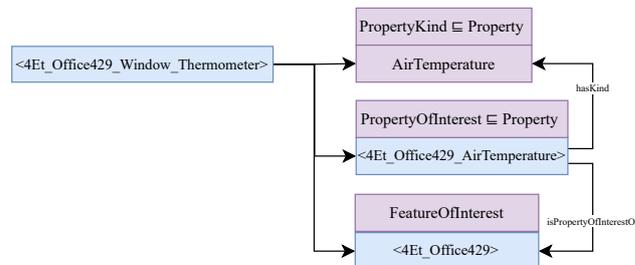 PropertyKind ⊑ Property
<4Et_Office429_Window_Thermometer>
AirTemperature
hasKind
PropertyOfInterest ⊑ Property
<4Et_Office429_AirTemperature>
FeatureOfInterest
isPropertyOfInterestO
<4Et_Office429>